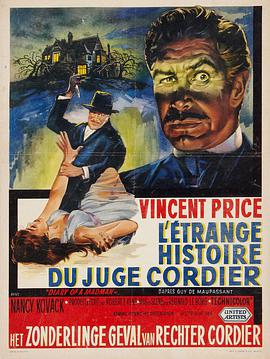 VINCENT PRICE
L'ÉTRANGE
HISTOIRE
DU JUGE CORDIER
"DIARY OF A MADMAN" D'APRÈS GUY DE MAUPASSANT
AVEC
NANCY KOVACK
TECHNICOLOR
UNITED
ARTISTS
HET ZONDERLINGE GEVAL VAN RECHTER CORDIER